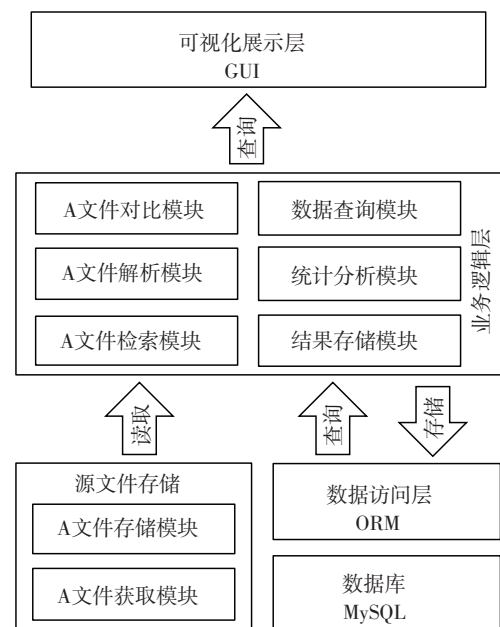 可视化展示层
GUI
查询
A文件对比模块
数据查询模块
A文件解析模块
统计分析模块
A文件检索模块
结果存储模块
业务逻辑层
读取
查询
存储
源文件存储
A文件存储模块
A文件获取模块
数据访问层
ORM
数据库
MySQL